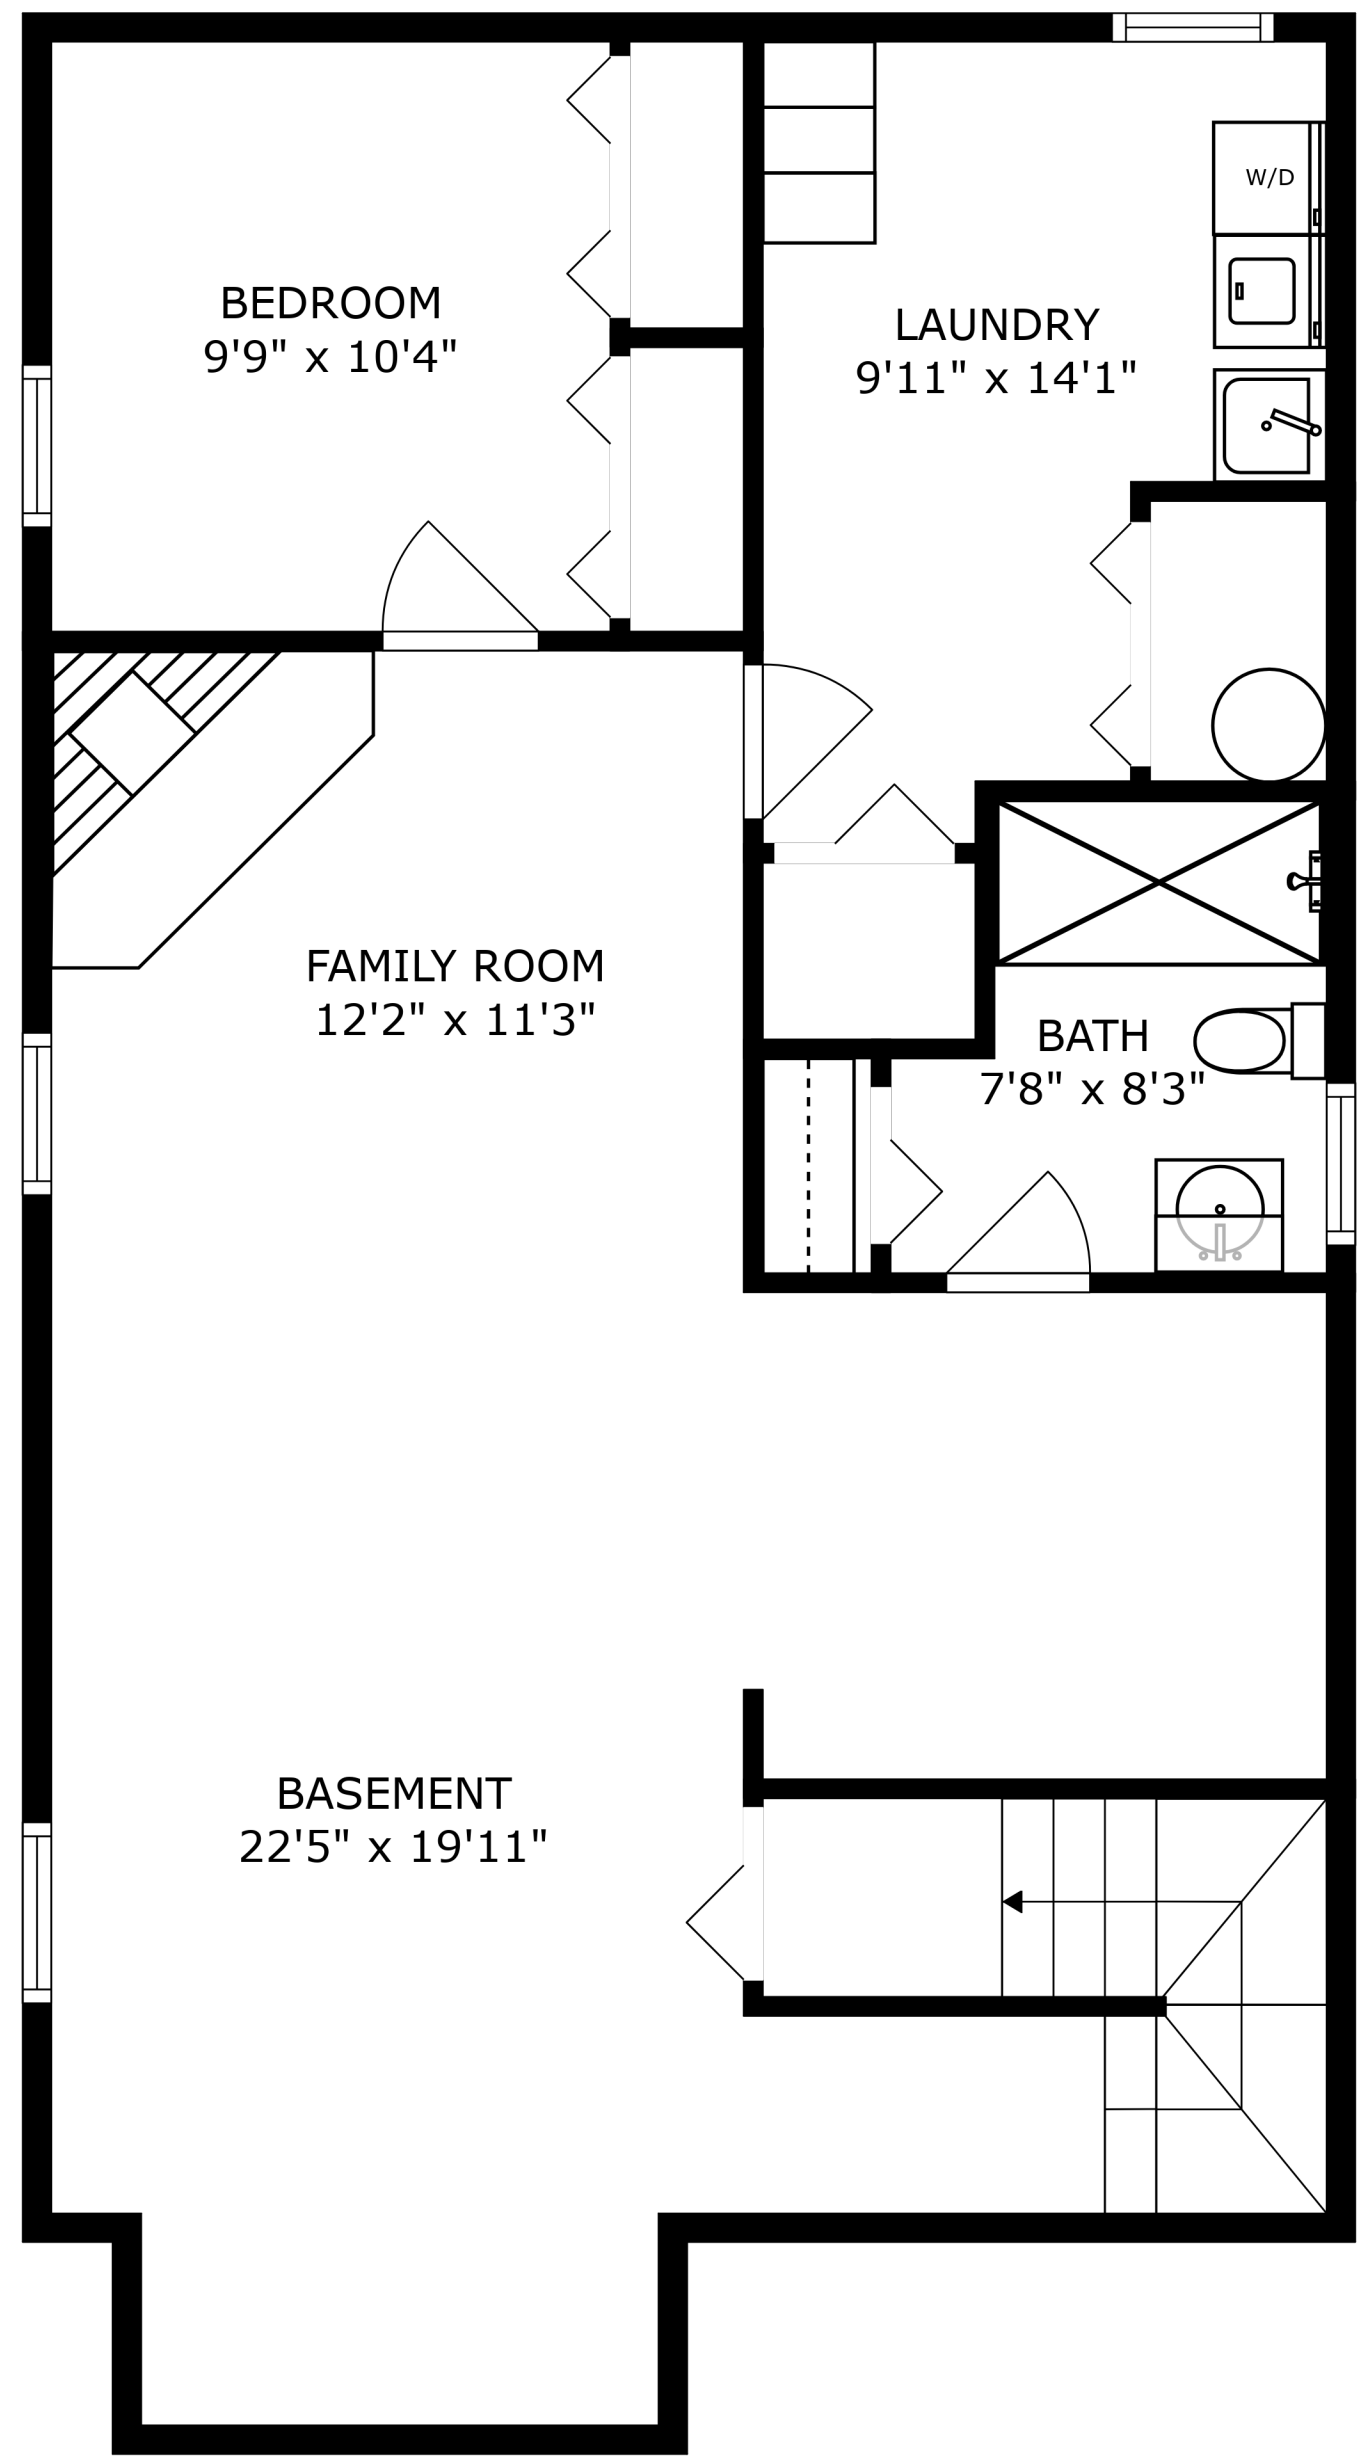 W/D
BEDROOM
9'9" x 10'4"
LAUNDRY
9'11" x 14'1"
FAMILY ROOM
12'2" x 11'3"
BATH
7'8" x 8'3"
BASEMENT
22'5" x 19'11"